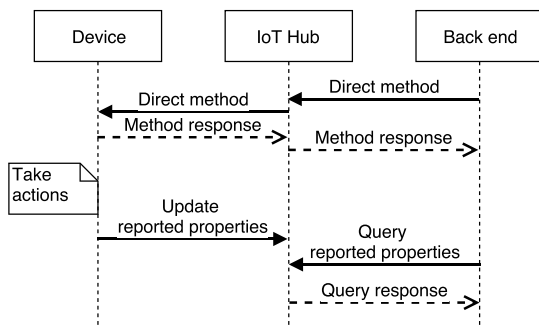 Device
IoT Hub
Back end
Direct method
Direct method
Method response
Method response
Take
actions
Update
reported properties
Query
reported properties
Query response